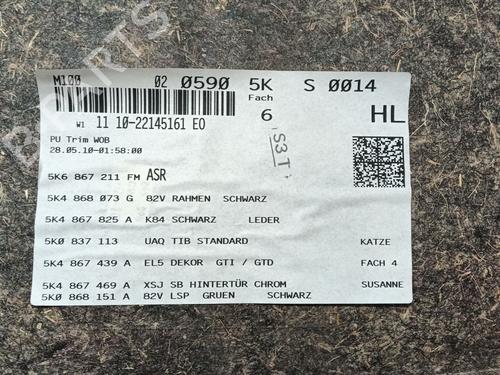 M100 02 0590 5K S 0014
Fach
6 HL
W1 11 10-22145161 EO
S3T
PU Trim WOB
28.05.10-01:58:00
5K6 867 211 FM ASR
5K4 868 073 G 82V RAHMEN SCHWARZ
5K4 867 825 A K84 SCHWARZ LEDER
5K0 837 113 UAQ TIB STANDARD KATZE
5K4 867 439 A EL5 DEKOR GTI / GTD FACH 4
5K4 867 469 A XSJ SB HINTERTÜR CHROM SUSANNE
5K0 868 151 A 82V LSP GRUEN SCHWARZ